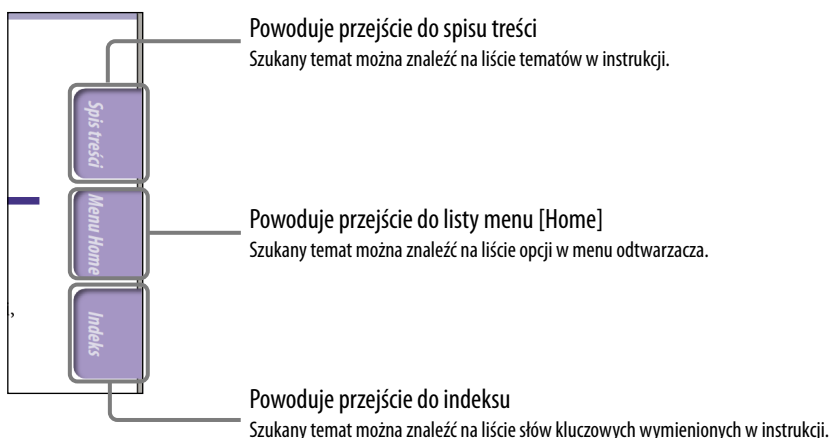 Powoduje przejście do spisu treści
Szukany temat można znaleźć na liście tematów w instrukcji.
Spis treści
Powoduje przejście do listy menu [Home]
Szukany temat można znaleźć na liście opcji w menu odtwarzacza.
Menu Home
,
Indeks
Powoduje przejście do indeksu
Szukany temat można znaleźć na liście słów kluczowych wymienionych w instrukcji.